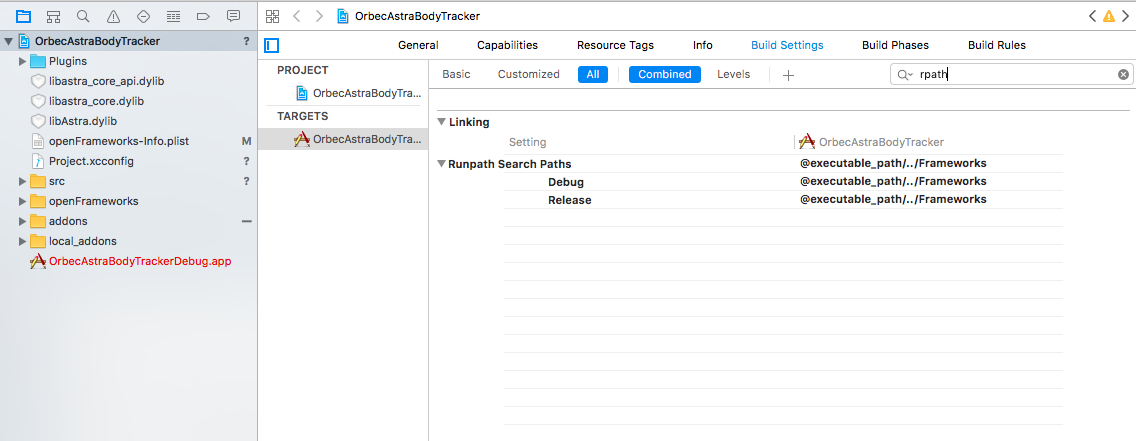 OrbecAstraBodyTracker ?
Plugins
libastra_core_api.dylib
libastra_core.dylib
libAstra.dylib
openFrameworks-Info.plist M
Project.xcconfig ?
src ?
openFrameworks
addons
local_addons
OrbecAstraBodyTrackerDebug.app
OrbecAstraBodyTracker
General Capabilities Resource Tags Info Build Settings Build Phases Build Rules
PROJECT
OrbecAstraBodyTra...
TARGETS
OrbecAstraBodyTra...
Basic Customized All Combined Levels + rpath
Linking
Setting OrbecAstraBodyTracker
Runpath Search Paths @executable_path/../Frameworks
Debug @executable_path/../Frameworks
Release @executable_path/../Frameworks